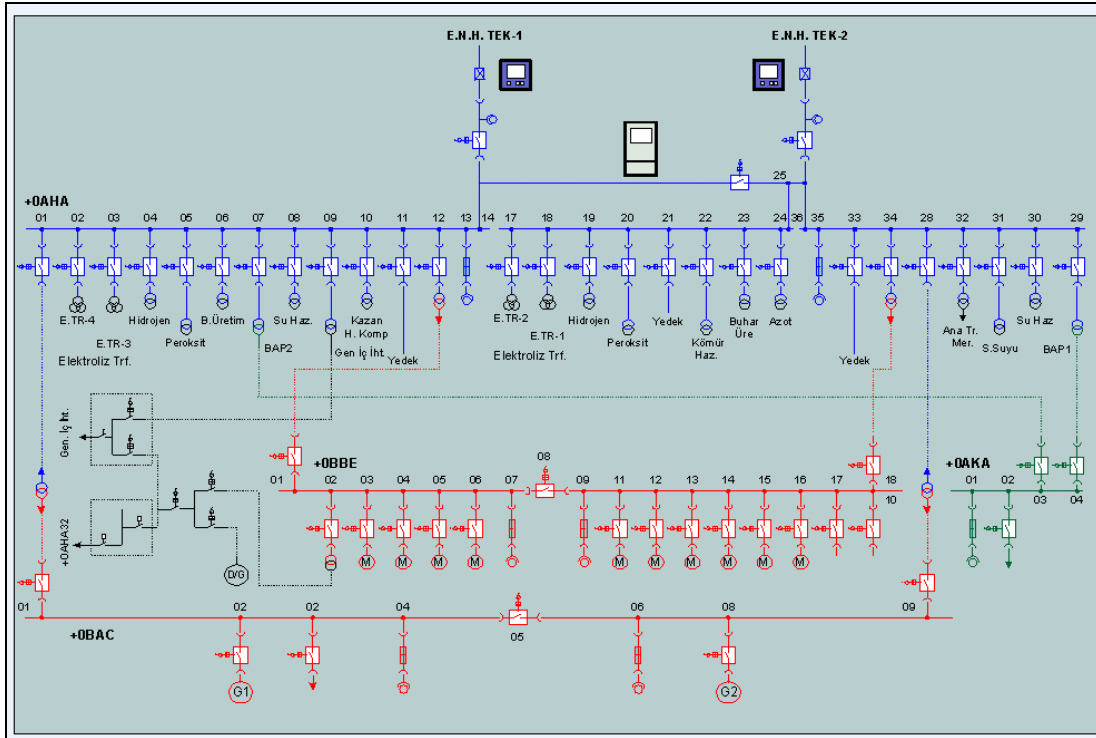 E.N.H. TEK-1
E.N.H. TEK-2
25
+0AHA
01 02 03 04 05 06 07 08 09 10 11 12 13 14 17 18 19 20 21 22 23 24 36 35 33 34 28 32 31 30 29
E.TR-4
E.TR-3
Elektroliz Trf.
Hidrojen
Peroksit
B.Üretim
BAP2
Su Haz.
Gen İç İht.
Kazan
H. Komp
Yedek
E.TR-2
E.TR-1
Elektroliz Trf.
Hidrojen
Peroksit
Yedek
Kömür
Haz.
Buhar
Üre
Azot
Yedek
Ana Tr.
Mer.
S.Suyu
Su Haz
BAP1
Gen. İç İht.
+0AHA32
D/G
+0BBE
08
01 02 03 04 05 06 07 09 11 12 13 14 15 16 17 18
10
M M M M M M M M M M
+0AKA
01 02 03 04
01
+0BAC
02 02 04 05 06 08 09
G1
G2